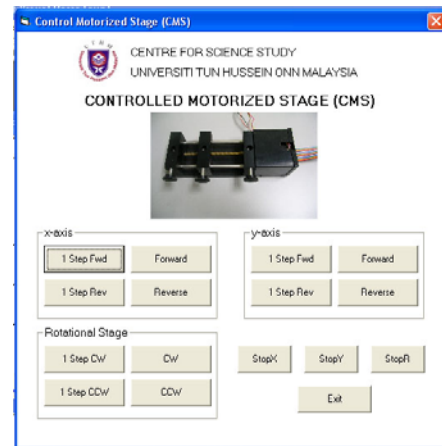 Control Motorized Stage (CMS)
CENTRE FOR SCIENCE STUDY
UNIVERSITI TUN HUSSEIN ONN MALAYSIA
CONTROLLED MOTORIZED STAGE (CMS)
x-axis
1 Step Fwd Forward
1 Step Rev Reverse
y-axis
1 Step Fwd Forward
1 Step Rev Reverse
Rotational Stage
1 Step CW CW
1 Step CCW CCW
StopX StopY StopR
Exit